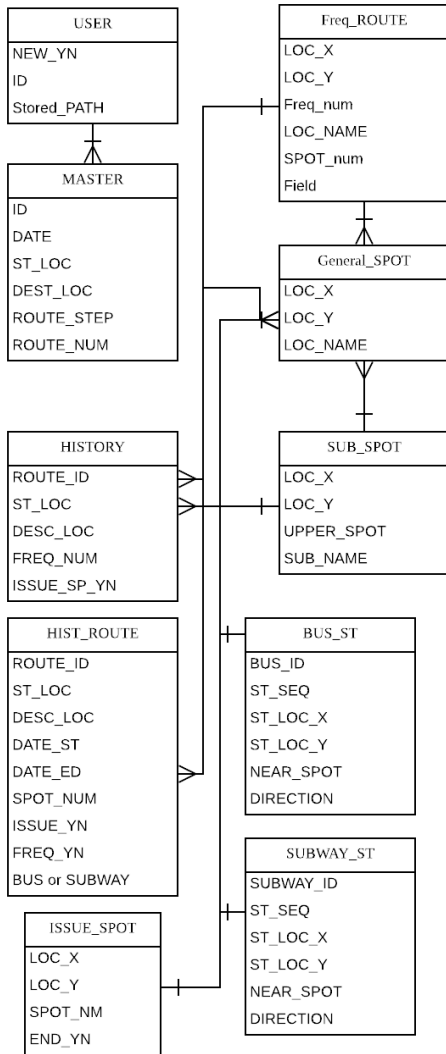 USER
NEW_YN
ID
Stored_PATH
MASTER
ID
DATE
ST_LOC
DEST_LOC
ROUTE_STEP
ROUTE_NUM
HISTORY
ROUTE_ID
ST_LOC
DESC_LOC
FREQ_NUM
ISSUE_SP_YN
HIST_ROUTE
ROUTE_ID
ST_LOC
DESC_LOC
DATE_ST
DATE_ED
SPOT_NUM
ISSUE_YN
FREQ_YN
BUS or SUBWAY
ISSUE_SPOT
LOC_X
LOC_Y
SPOT_NM
END_YN
Freq_ROUTE
LOC_X
LOC_Y
Freq_num
LOC_NAME
SPOT_num
Field
General_SPOT
LOC_X
LOC_Y
LOC_NAME
SUB_SPOT
LOC_X
LOC_Y
UPPER_SPOT
SUB_NAME
BUS_ST
BUS_ID
ST_SEQ
ST_LOC_X
ST_LOC_Y
NEAR_SPOT
DIRECTION
SUBWAY_ST
SUBWAY_ID
ST_SEQ
ST_LOC_X
ST_LOC_Y
NEAR_SPOT
DIRECTION